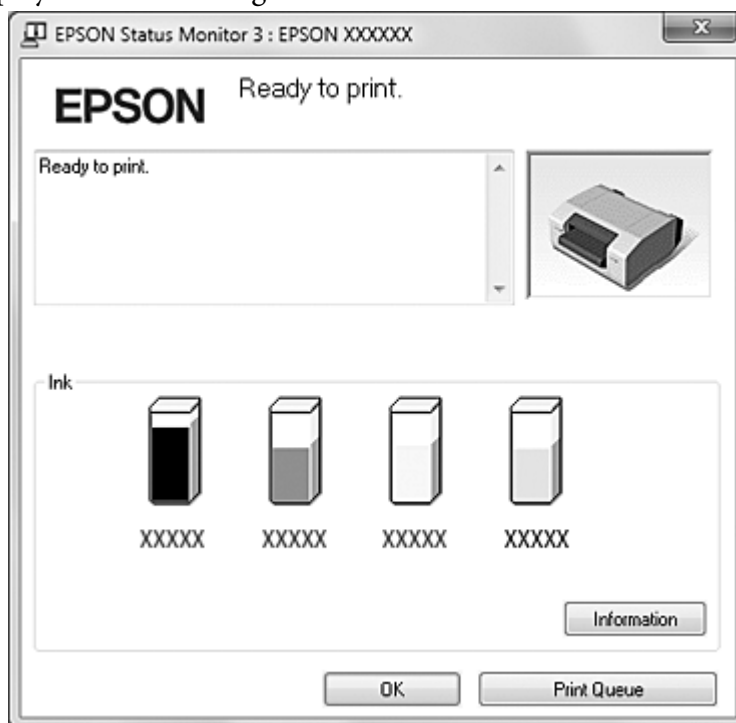 EPSON Status Monitor 3 : EPSON XXXXXX
EPSON
Ready to print.
Ready to print.
Ink
XXXXX XXXXX XXXXX XXXXX
Information
OK Print Queue